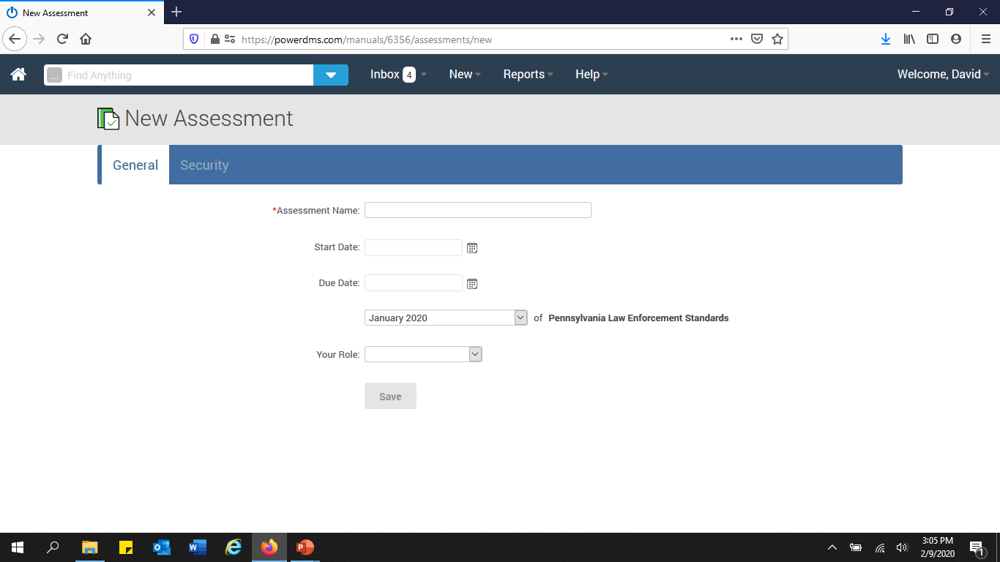 New Assessment
https://powerdms.com/manuals/6356/assessments/new
... Find Anything
Inbox 4 New Reports Help Welcome, David
New Assessment
General Security
*Assessment Name:
Start Date:
Due Date:
January 2020 of Pennsylvania Law Enforcement Standards
Your Role:
Save
3:05 PM
2/9/2020
1